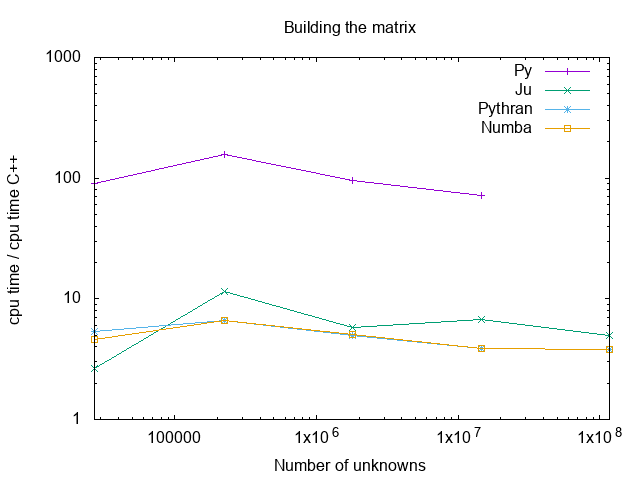 Building the matrix
cpu time / cpu time C++
1000
100
10
1
Py
Ju
Pythran
Numba
100000
1x10^6
1x10^7
1x10^8
Number of unknowns